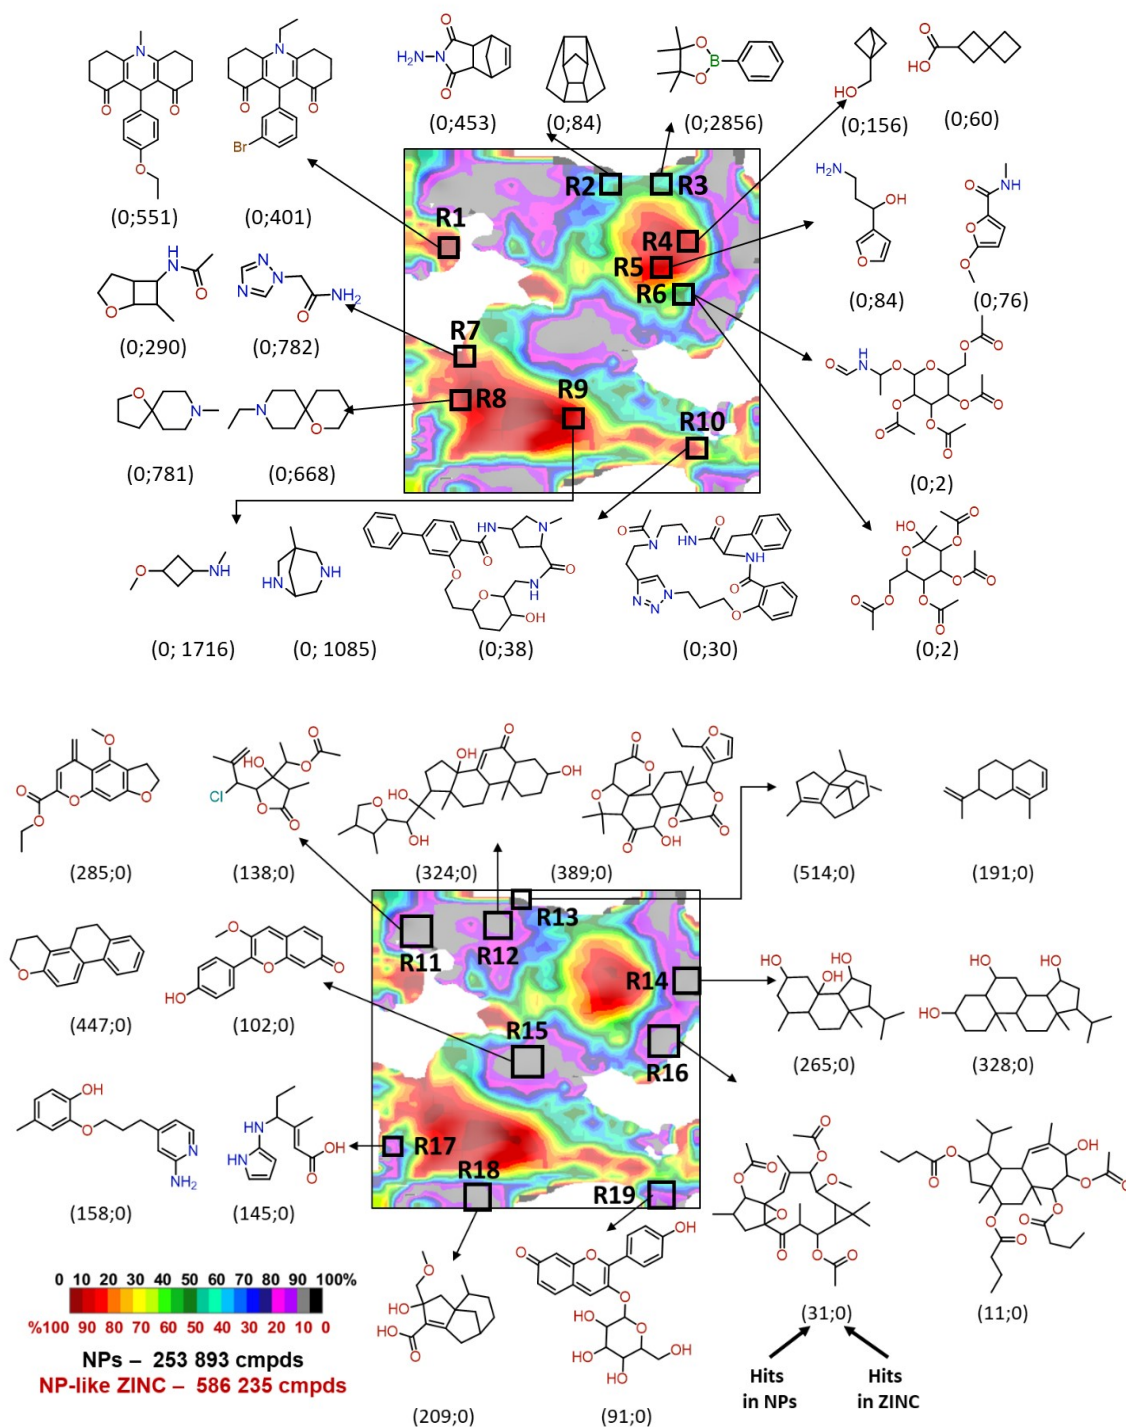 (0;551)
(0;401)
(0;453)
(0;84)
(0;2856)
(0;156)
(0;60)
R1
R2
R3
R4
R5
R6
(0;290)
(0;782)
(0;84)
(0;76)
R7
R8
R9
R10
(0;781)
(0;668)
(0;2)
(0; 1716)
(0; 1085)
(0;38)
(0;30)
(0;2)
(285;0)
(138;0)
(324;0)
(389;0)
(514;0)
(191;0)
R11
R12
R13
R14
(447;0)
(102;0)
R15
R16
(265;0)
(328;0)
R17
R18
R19
(158;0)
(145;0)
0 10 20 30 40 50 60 70 80 90 100%
%100 90 80 70 60 50 40 30 20 10 0
NPs – 253 893 cmpds
NP-like ZINC – 586 235 cmpds
(209;0)
(91;0)
(31;0)
(11;0)
Hits
in NPs
Hits
in ZINC